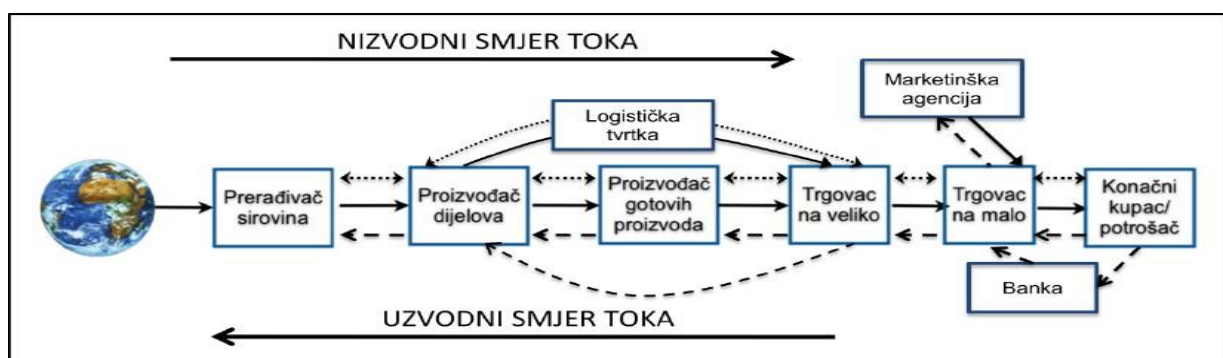 NIZVODNI SMJER TOKA
Marketinška
agencija
Logistička
tvrtka
Prerađivač
sirovina
Proizvođač
dijelova
Proizvođač
gotovih
proizvoda
Trgovac
na veliko
Trgovac
na malo
Konačni
kupac/
potrošač
Banka
UZVODNI SMJER TOKA